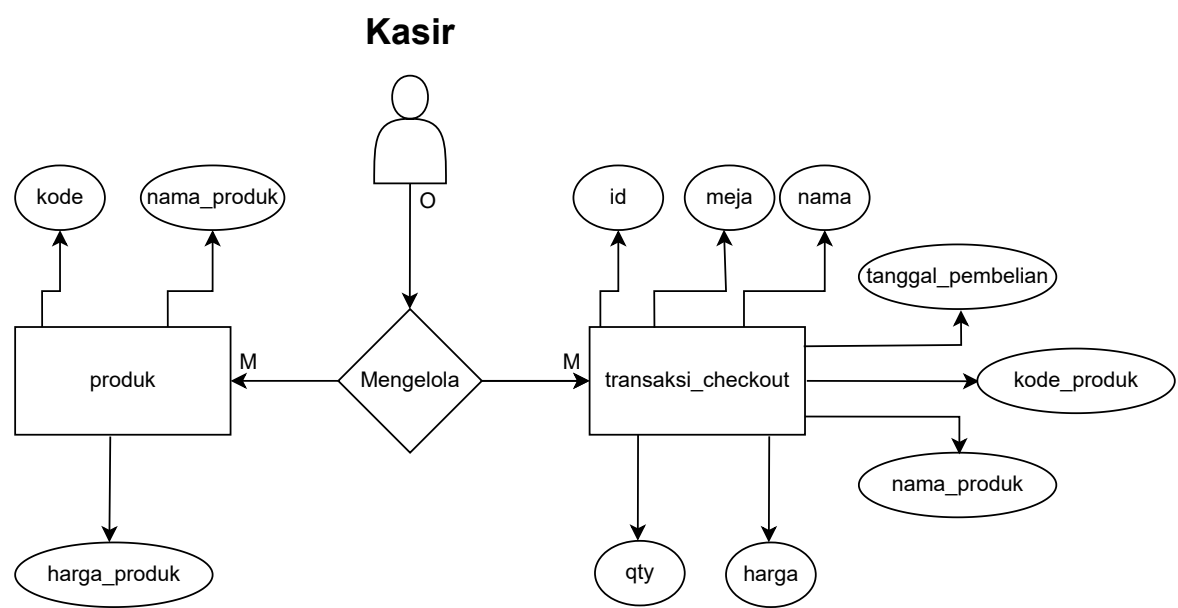 Kasir
O
kode
nama_produk
id
meja
nama
tanggal_pembelian
M
M
produk
Mengelola
transaksi_checkout
kode_produk
nama_produk
harga_produk
qty
harga